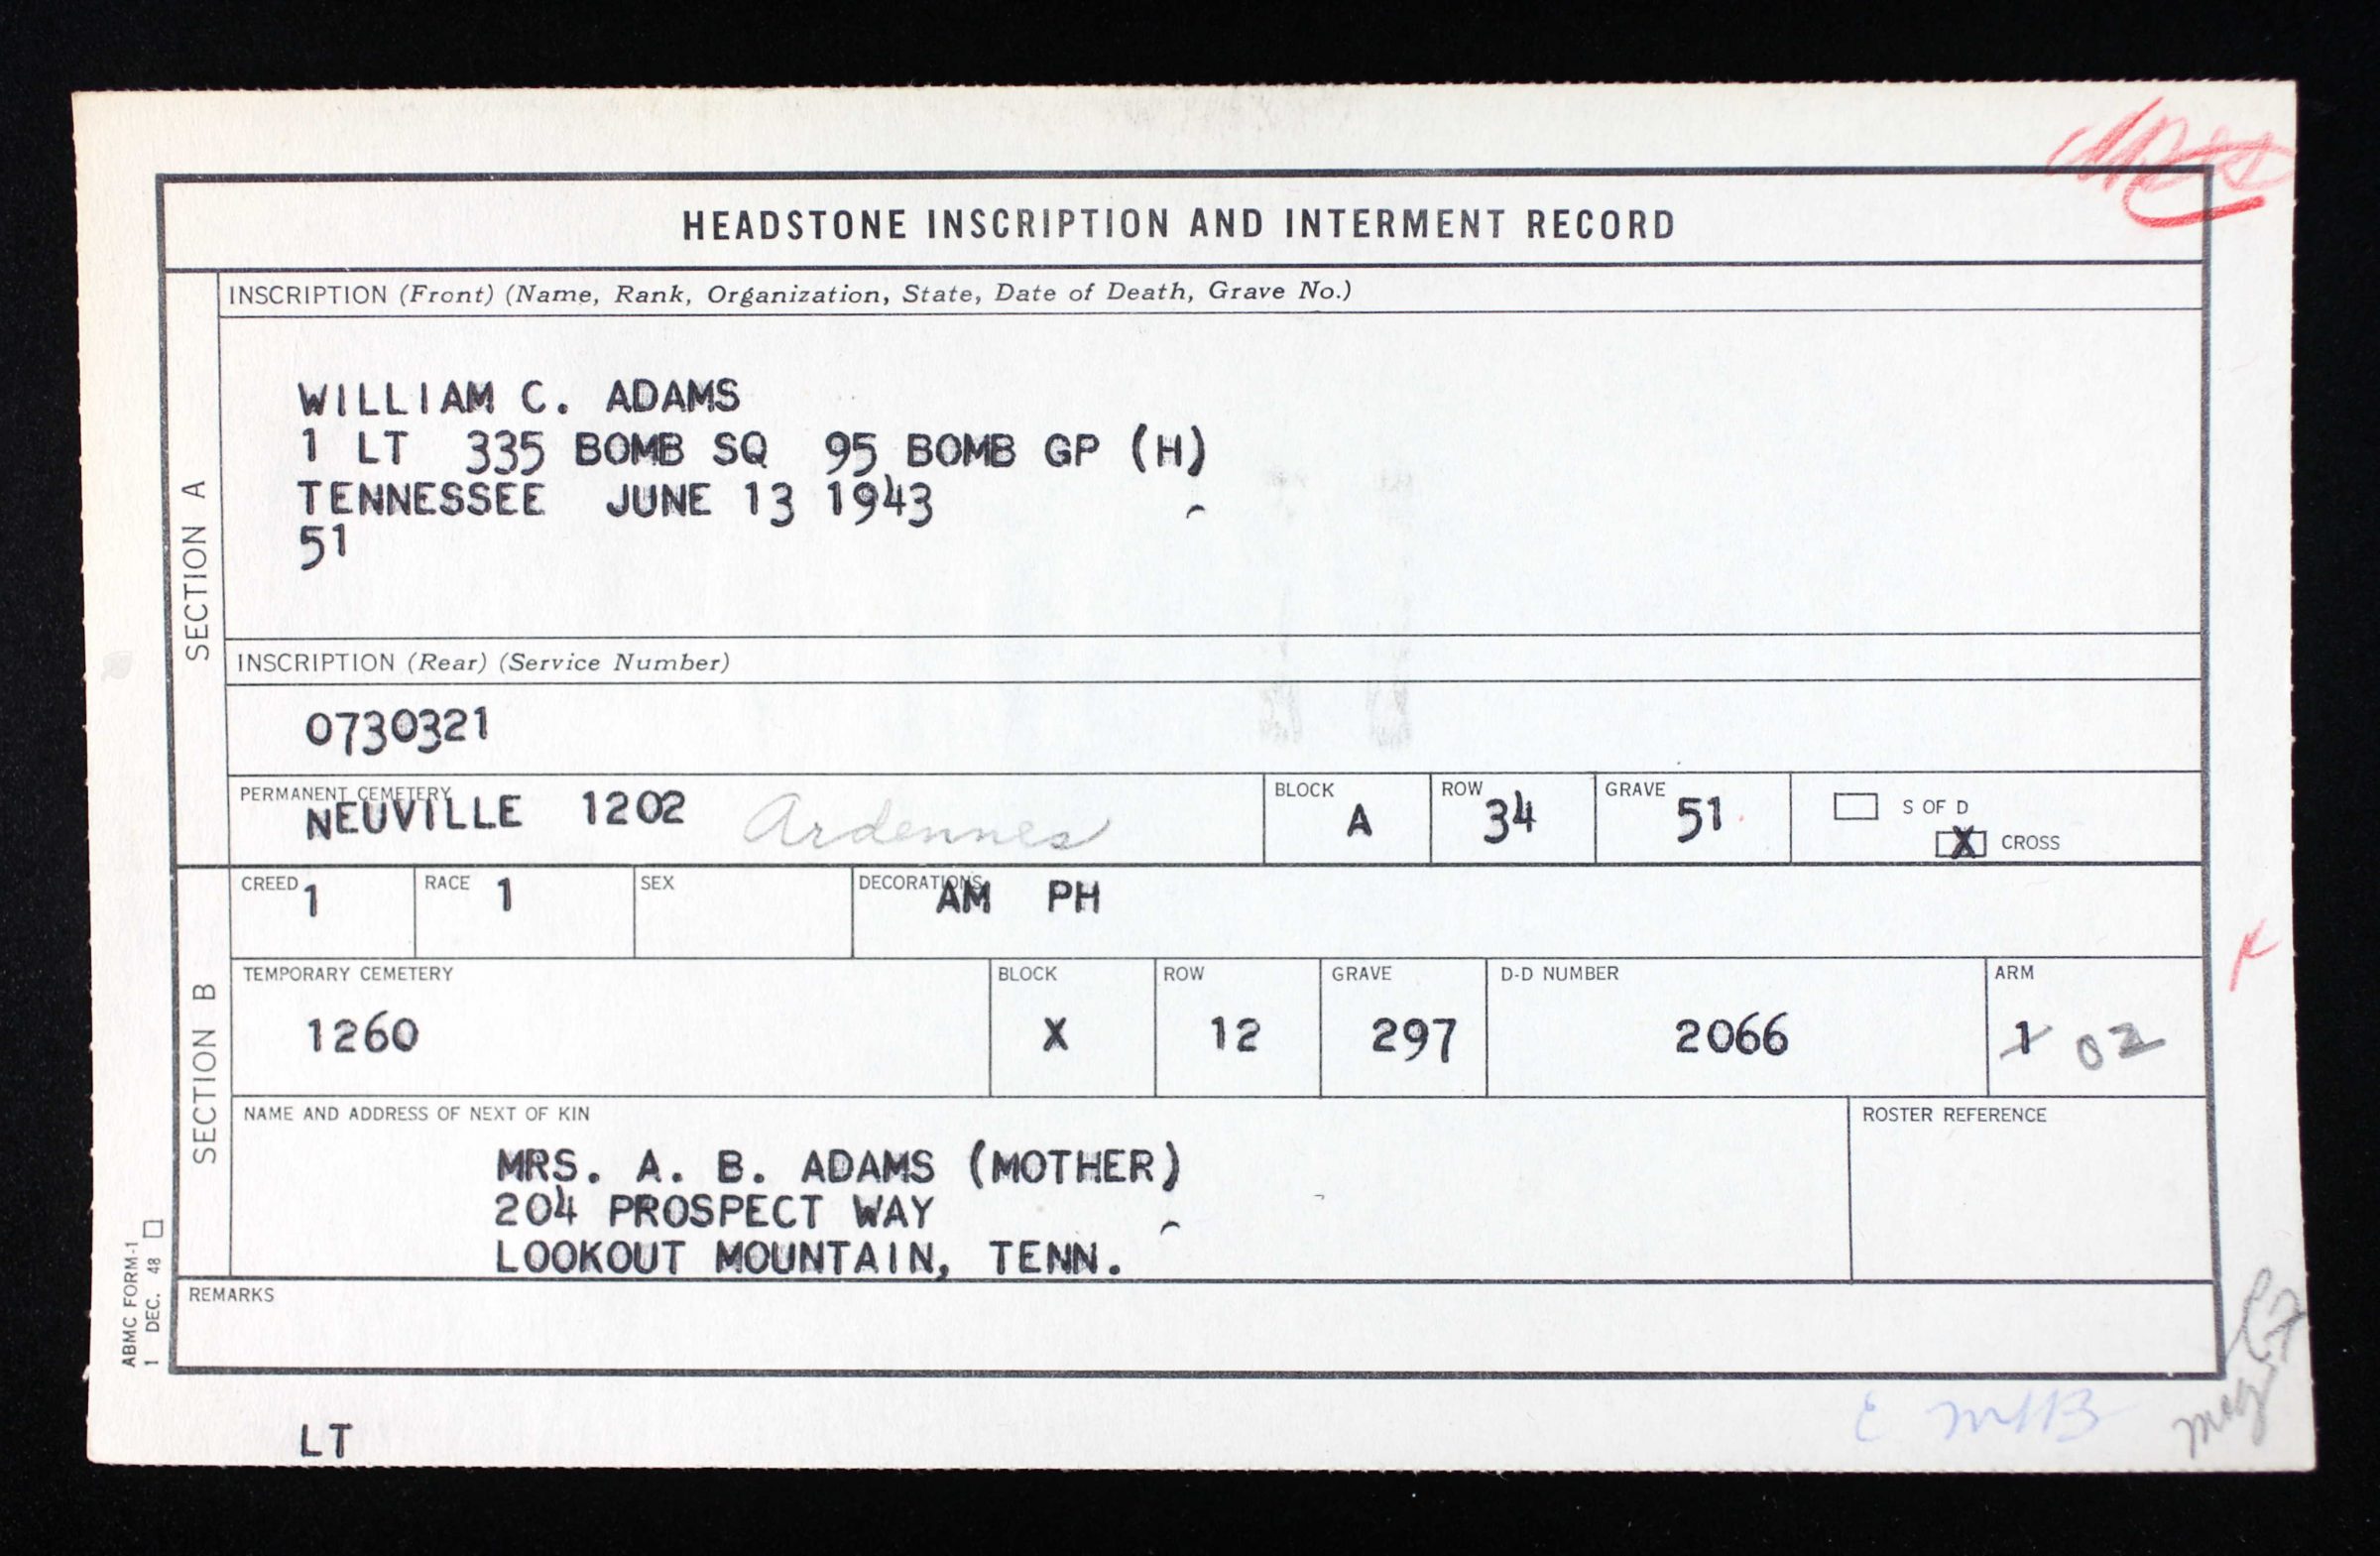 HEADSTONE INSCRIPTION AND INTERMENT RECORD
SECTION A
INSCRIPTION (Front) (Name, Rank, Organization, State, Date of Death, Grave No.)
WILLIAM C. ADAMS
1 LT 335 BOMB SQ 95 BOMB GP (H)
TENNESSEE JUNE 13 1943
51
INSCRIPTION (Rear) (Service Number)
0730321
PERMANENT CEMETERY
NEUVILLE 1202 Ardennes
BLOCK
A
ROW
34
GRAVE
51
S OF D
X CROSS
SECTION B
CREED
1
RACE
1
SEX
DECORATIONS
AM PH
TEMPORARY CEMETERY
1260
BLOCK
X
ROW
12
GRAVE
297
D-D NUMBER
2066
ARM
1 02
NAME AND ADDRESS OF NEXT OF KIN
MRS. A. B. ADAMS (MOTHER)
204 PROSPECT WAY
LOOKOUT MOUNTAIN, TENN.
ROSTER REFERENCE
REMARKS
ABMC FORM-1
1 DEC. 48
LT